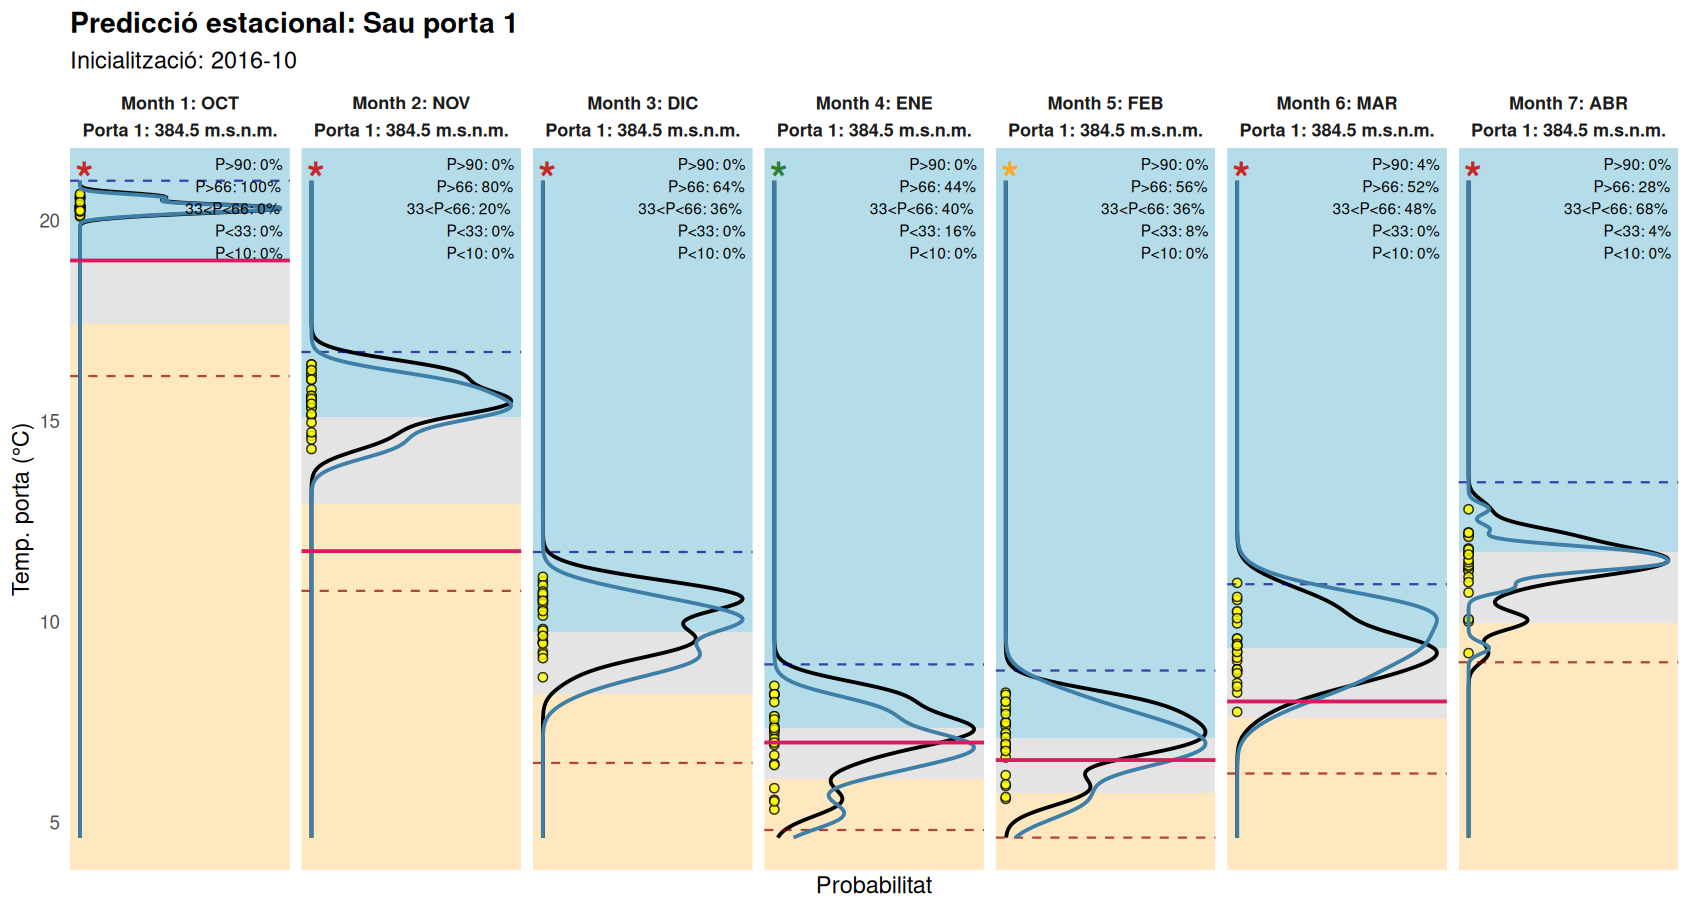 Predicció estacional: Sau porta 1
Inicialització: 2016-10
Month 1: OCT
Porta 1: 384.5 m.s.n.m.
Month 2: NOV
Porta 1: 384.5 m.s.n.m.
Month 3: DIC
Porta 1: 384.5 m.s.n.m.
Month 4: ENE
Porta 1: 384.5 m.s.n.m.
Month 5: FEB
Porta 1: 384.5 m.s.n.m.
Month 6: MAR
Porta 1: 384.5 m.s.n.m.
Month 7: ABR
Porta 1: 384.5 m.s.n.m.
*
P>90: 0%
P>66: 100%
33<P<66: 0%
P<33: 0%
P<10: 0%
*
P>90: 0%
P>66: 80%
33<P<66: 20%
P<33: 0%
P<10: 0%
*
P>90: 0%
P>66: 64%
33<P<66: 36%
P<33: 0%
P<10: 0%
*
P>90: 0%
P>66: 44%
33<P<66: 40%
P<33: 16%
P<10: 0%
*
P>90: 0%
P>66: 56%
33<P<66: 36%
P<33: 8%
P<10: 0%
*
P>90: 4%
P>66: 52%
33<P<66: 48%
P<33: 0%
P<10: 0%
*
P>90: 0%
P>66: 28%
33<P<66: 68%
P<33: 4%
P<10: 0%
20
15
10
5
Temp. porta (°C)
Probabilitat